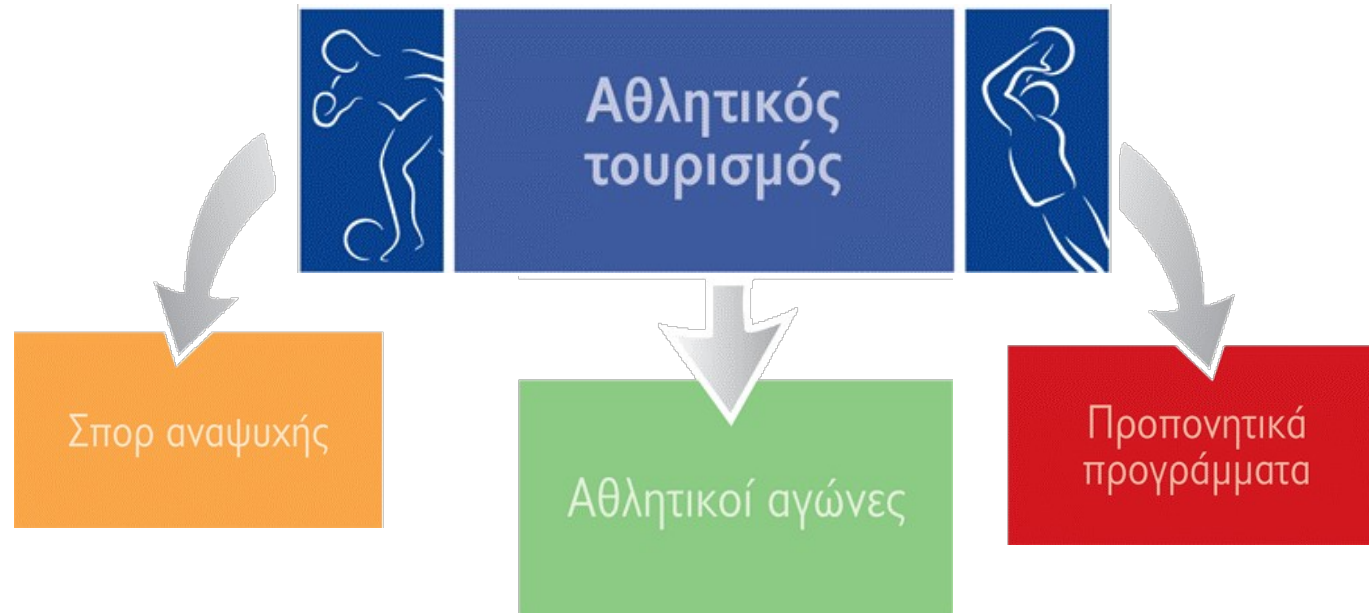 Αθλητικός
τουρισμός
Σπορ αναψυχής
Αθλητικοί αγώνες
Προπονητικά
προγράμματα